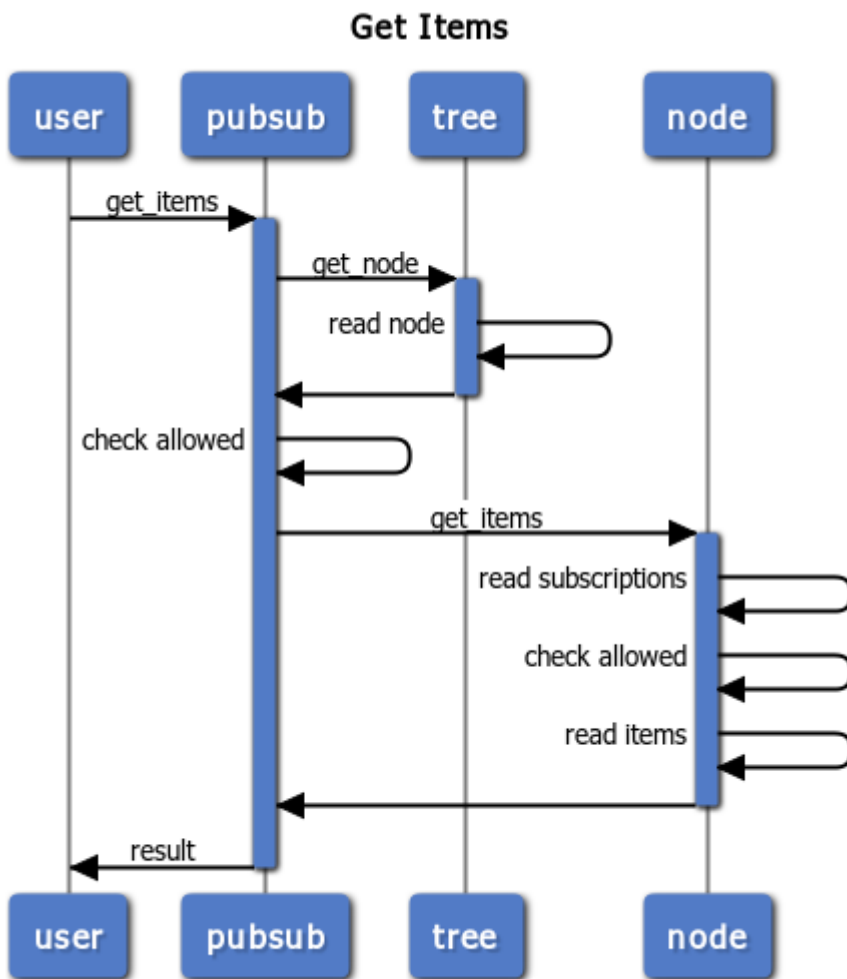 Get Items
user pubsub tree node
get_items
get_node
read node
check allowed
get_items
read subscriptions
check allowed
read items
result
user pubsub tree node